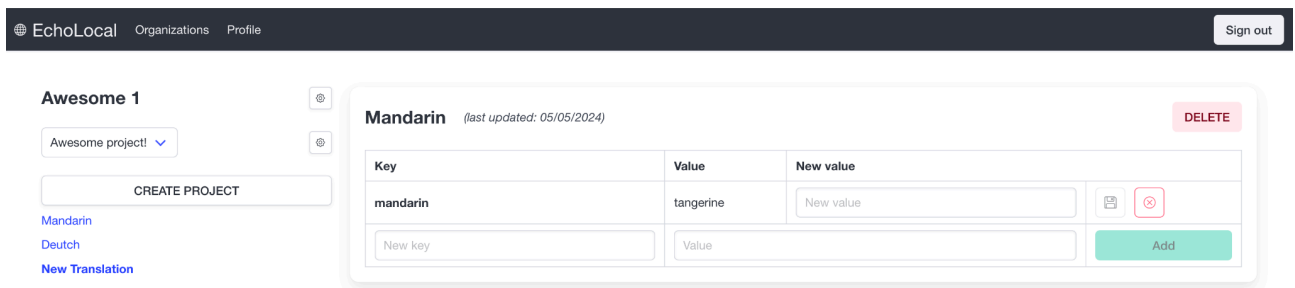 EchoLocal Organizations Profile Sign out
Awesome 1
Awesome project!
CREATE PROJECT
Mandarin
Deutch
New Translation
Mandarin (last updated: 05/05/2024) DELETE
Key Value New value
mandarin tangerine New value
New key Value Add